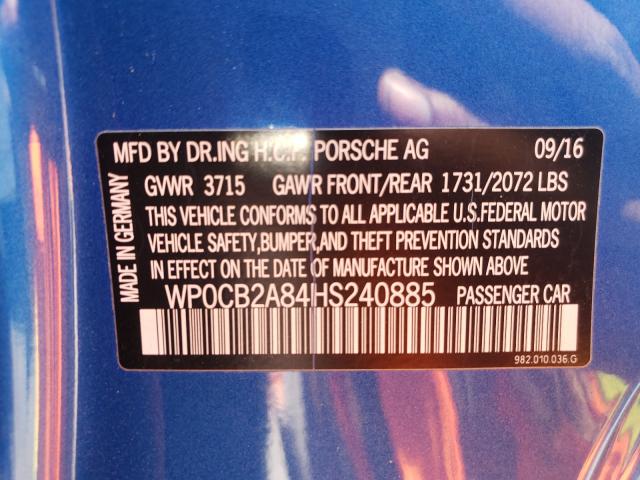 MFD BY DR.ING H.C.F. PORSCHE AG 09/16
GVWR 3715 GAWR FRONT/REAR 1731/2072 LBS
THIS VEHICLE CONFORMS TO ALL APPLICABLE U.S.FEDERAL MOTOR
VEHICLE SAFETY,BUMPER,AND THEFT PREVENTION STANDARDS
IN EFFECT ON THE DATE OF MANUFACTURE SHOWN ABOVE
WP0CB2A84HS240885 PASSENGER CAR
982.010.036.G
MADE IN GERMANY